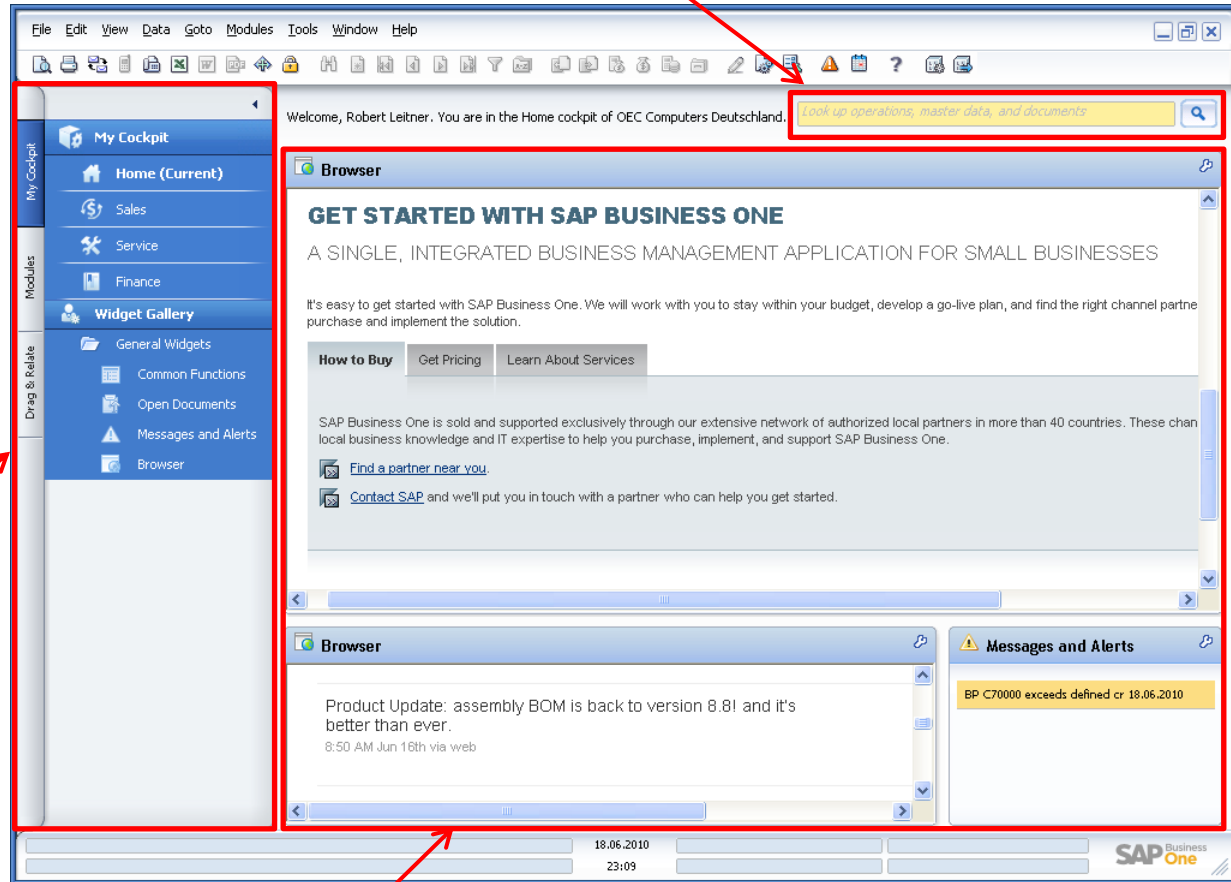 File Edit View Data Goto Modules Tools Window Help
Welcome, Robert Leitner. You are in the Home cockpit of OEC Computers Deutschland.
Look up operations, master data, and documents
My Cockpit
Modules
Drag & Relate
My Cockpit
Home (Current)
Sales
Service
Finance
Widget Gallery
General Widgets
Common Functions
Open Documents
Messages and Alerts
Browser
Browser
GET STARTED WITH SAP BUSINESS ONE
A SINGLE, INTEGRATED BUSINESS MANAGEMENT APPLICATION FOR SMALL BUSINESSES
It's easy to get started with SAP Business One. We will work with you to stay within your budget, develop a go-live plan, and find the right channel partne
purchase and implement the solution.
How to Buy Get Pricing Learn About Services
SAP Business One is sold and supported exclusively through our extensive network of authorized local partners in more than 40 countries. These chan
local business knowledge and IT expertise to help you purchase, implement, and support SAP Business One.
Find a partner near you.
Contact SAP and we'll put you in touch with a partner who can help you get started.
Browser
Product Update: assembly BOM is back to version 8.8! and it's
better than ever.
8:50 AM Jun 16th via web
Messages and Alerts
BP C70000 exceeds defined cr 18.06.2010
18.06.2010
23:09
SAP Business One